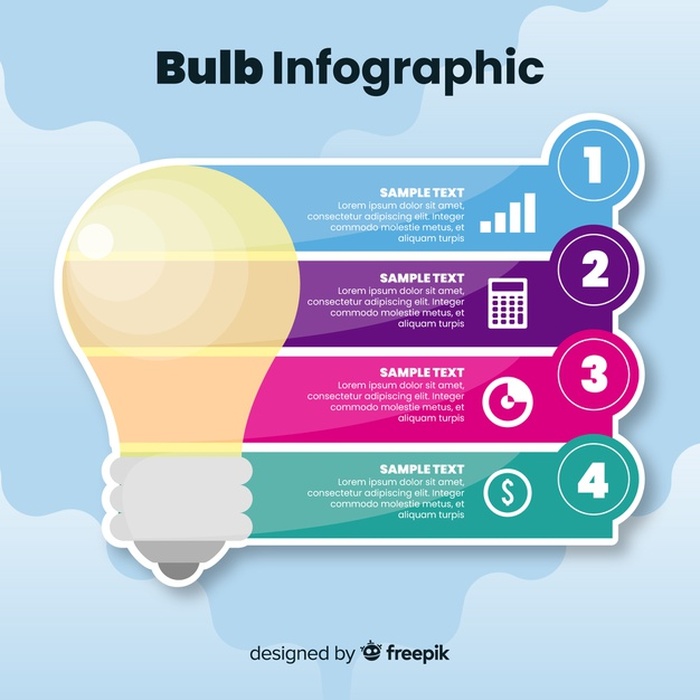 Bulb Infographic
1
SAMPLE TEXT
Lorem ipsum dolor sit amet,
consectetur adipiscing elit. Integer
commodo molestie metus, et
aliquam turpis
2
SAMPLE TEXT
Lorem ipsum dolor sit amet,
consectetur adipiscing elit. Integer
commodo molestie metus, et
aliquam turpis
3
SAMPLE TEXT
Lorem ipsum dolor sit amet,
consectetur adipiscing elit. Integer
commodo molestie metus, et
aliquam turpis
4
SAMPLE TEXT
Lorem ipsum dolor sit amet,
consectetur adipiscing elit. Integer
commodo molestie metus, et
aliquam turpis
$
designed by freepik